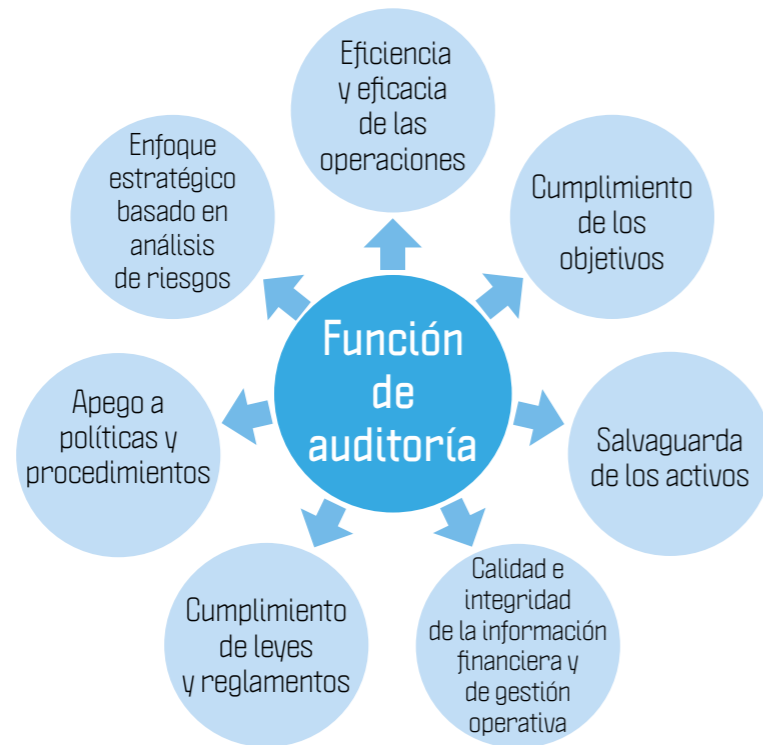 Eficiencia
y eficacia
de las
operaciones
Cumplimiento
de los
objetivos
Salvaguarda
de los activos
Calidad e
integridad
de la información
financiera y
de gestión
operativa
Cumplimiento
de leyes
y reglamentos
Apego a
políticas y
procedimientos
Enfoque
estratégico
basado en
análisis
de riesgos
Función
de
auditoría